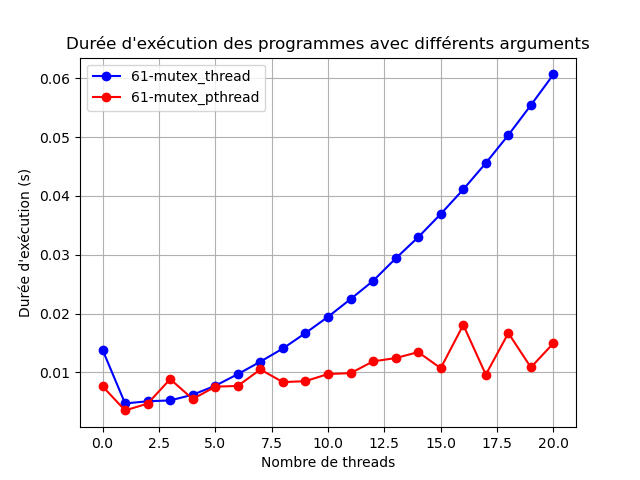 Durée d'exécution des programmes avec différents arguments
61-mutex_thread
61-mutex_pthread
0.06
0.05
0.04
0.03
0.02
0.01
Durée d'exécution (s)
0.0 2.5 5.0 7.5 10.0 12.5 15.0 17.5 20.0
Nombre de threads